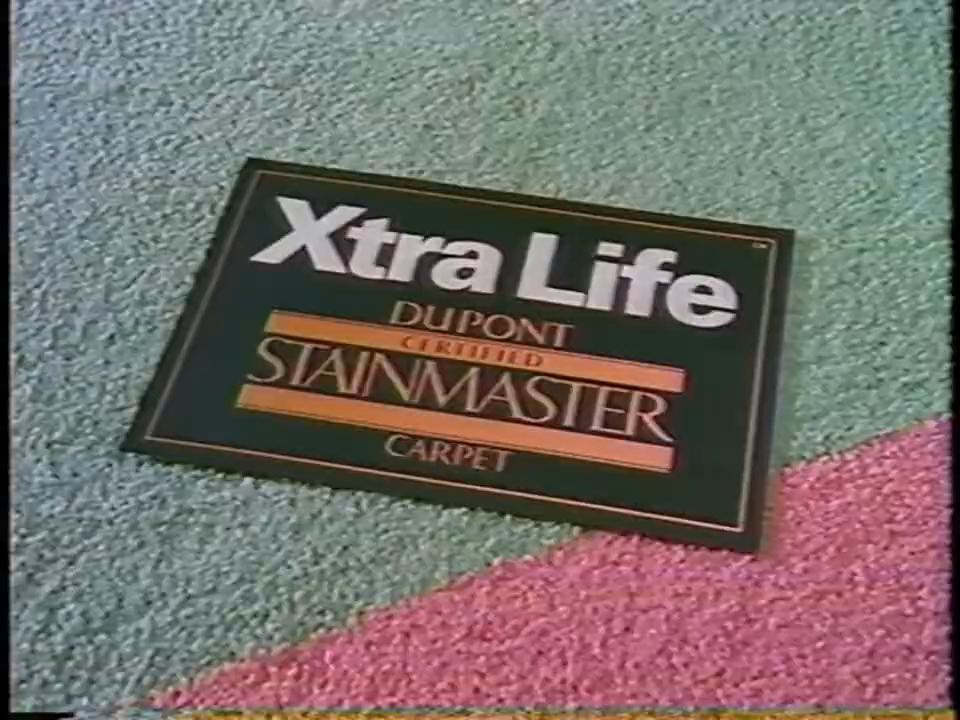 Xtra Life
DUPONT
CERTIFIED
STAINMASTER
CARPET